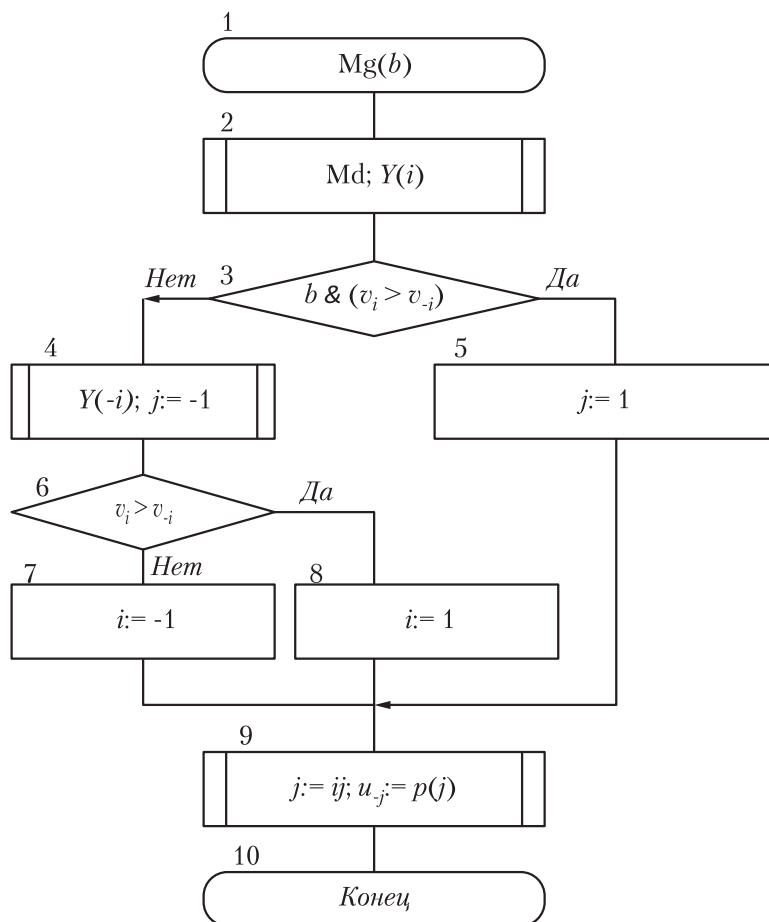 1
Mg(b)
2
Md; Y(i)
Нет 3 b & (v_i > v_-i) Да
4
Y(-i); j:= -1
5
j:= 1
6
v_i > v_-i
Да
Нет
7
i:= -1
8
i:= 1
9
j:= ij; u_-j:= p(j)
10
Конец